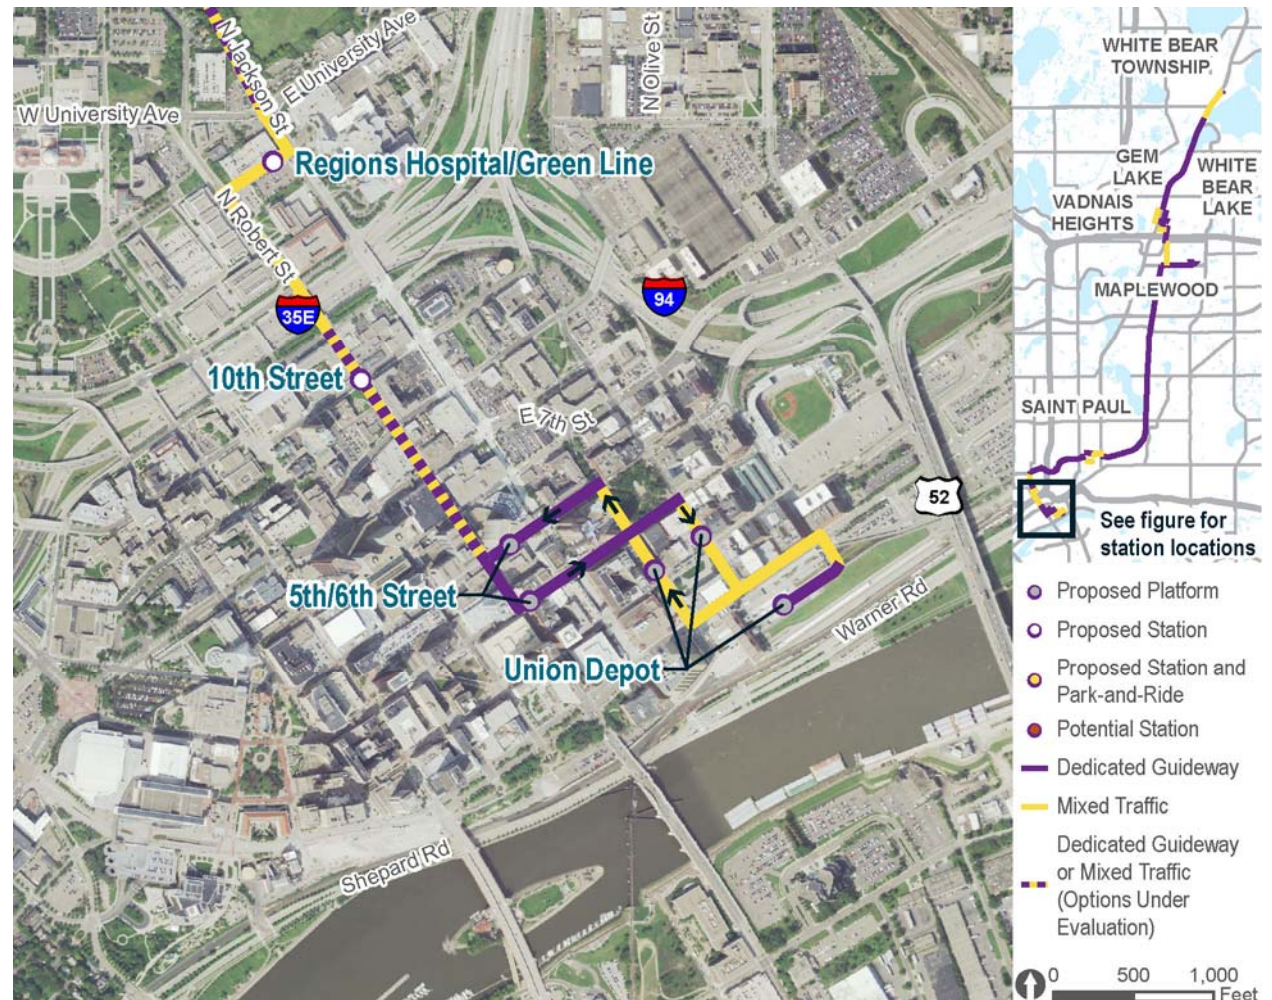 N Jackson St
E University Ave
W University Ave
N Olive St
Regions Hospital/Green Line
N Robert St
35E
94
10th Street
E 7th St
52
5th/6th Street
Union Depot
Warner Rd
Shepard Rd
WHITE BEAR
TOWNSHIP
GEM
LAKE
WHITE
BEAR
LAKE
VADNAIS
HEIGHTS
MAPLEWOOD
SAINT PAUL
See figure for
station locations
Proposed Platform
Proposed Station
Proposed Station and
Park-and-Ride
Potential Station
Dedicated Guideway
Mixed Traffic
Dedicated Guideway
or Mixed Traffic
(Options Under
Evaluation)
0 500 1,000
Feet